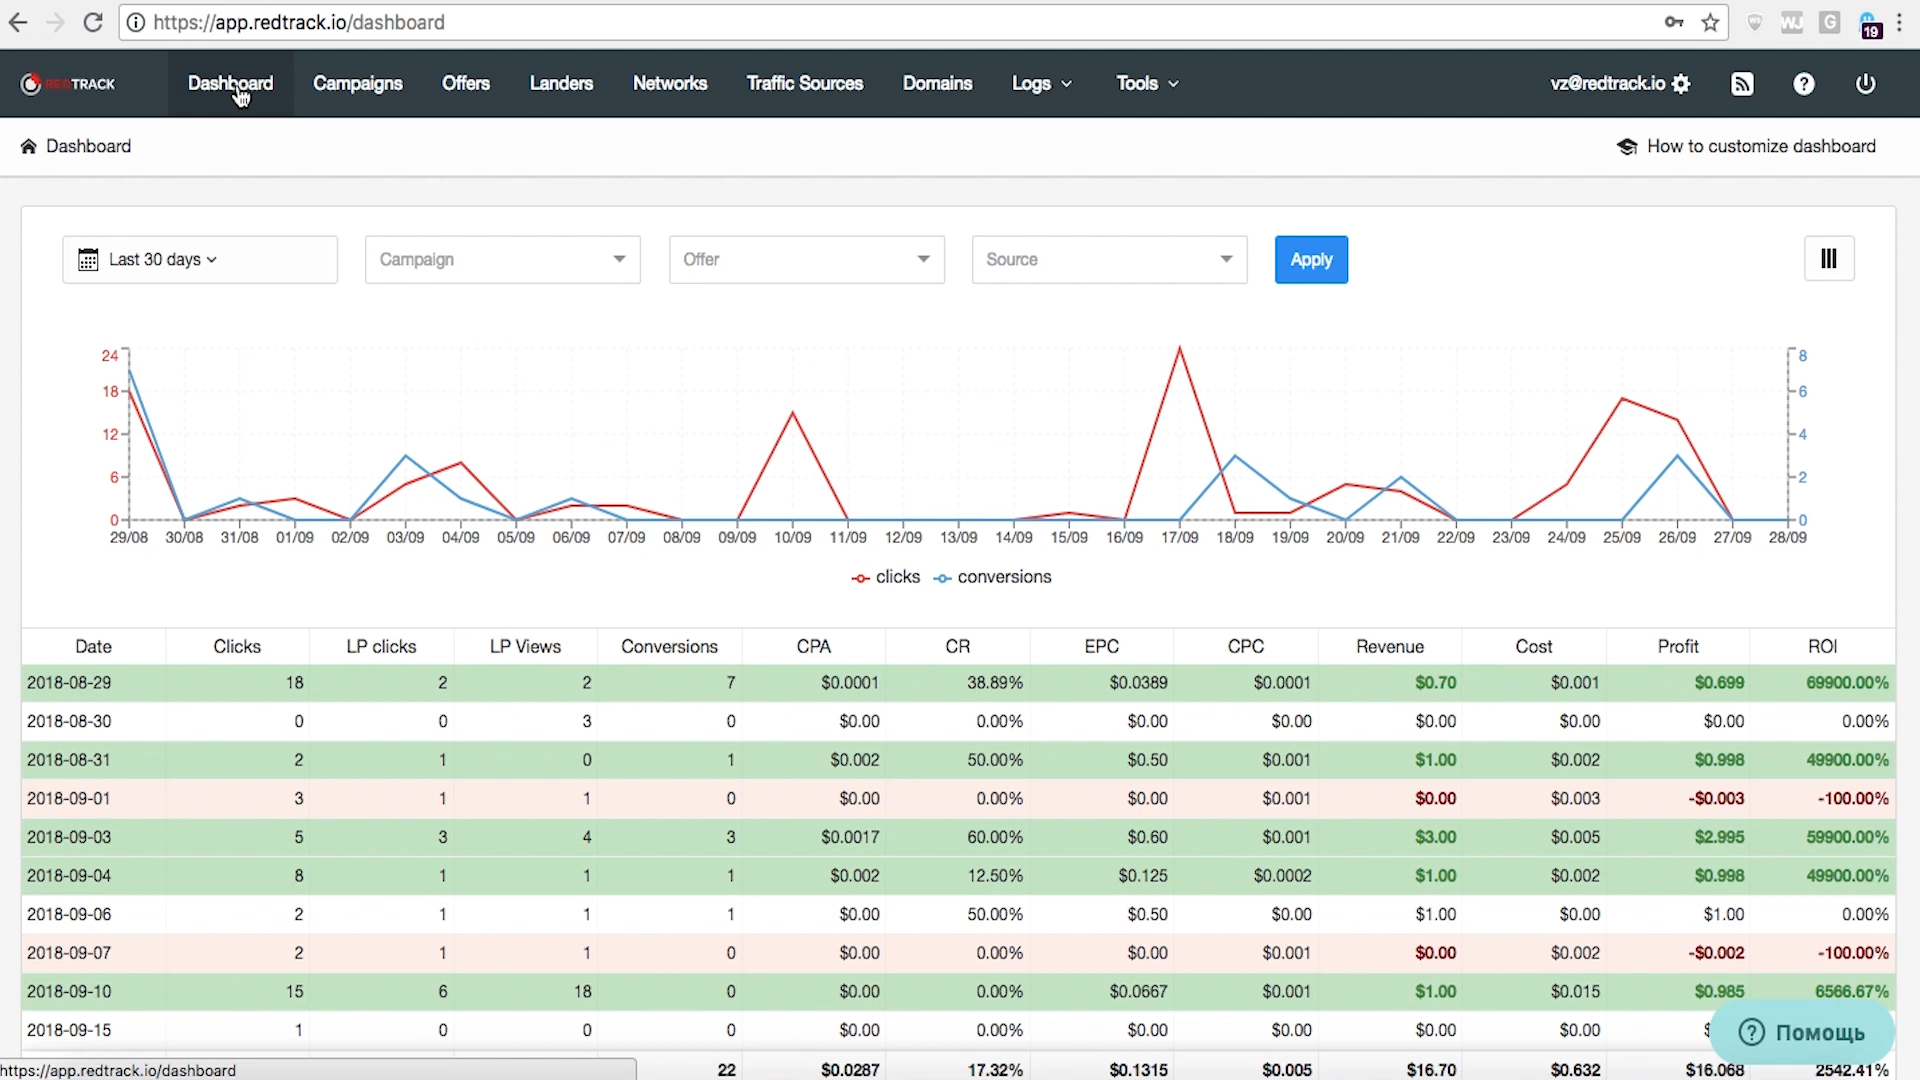 https://app.redtrack.io/dashboard
WJ G 19
REDTRACK Dashboard Campaigns Offers Landers Networks Traffic Sources Domains Logs Tools vz@redtrack.io
Dashboard How to customize dashboard
Last 30 days Campaign Offer Source Apply
24 8
18 6
12 4
6 2
0 0
29/08 30/08 31/08 01/09 02/09 03/09 04/09 05/09 06/09 07/09 08/09 09/09 10/09 11/09 12/09 13/09 14/09 15/09 16/09 17/09 18/09 19/09 20/09 21/09 22/09 23/09 24/09 25/09 26/09 27/09 28/09
clicks conversions
Date Clicks LP clicks LP Views Conversions CPA CR EPC CPC Revenue Cost Profit ROI
2018-08-29 18 2 2 7 $0.0001 38.89% $0.0389 $0.0001 $0.70 $0.001 $0.699 69900.00%
2018-08-30 0 0 3 0 $0.00 0.00% $0.00 $0.00 $0.00 $0.00 $0.00 0.00%
2018-08-31 2 1 0 1 $0.002 50.00% $0.50 $0.001 $1.00 $0.002 $0.998 49900.00%
2018-09-01 3 1 1 0 $0.00 0.00% $0.00 $0.001 $0.00 $0.003 -$0.003 -100.00%
2018-09-03 5 3 4 3 $0.0017 60.00% $0.60 $0.001 $3.00 $0.005 $2.995 59900.00%
2018-09-04 8 1 1 1 $0.002 12.50% $0.125 $0.0002 $1.00 $0.002 $0.998 49900.00%
2018-09-06 2 1 1 1 $0.00 50.00% $0.50 $0.00 $1.00 $0.00 $1.00 0.00%
2018-09-07 2 1 1 0 $0.00 0.00% $0.00 $0.001 $0.00 $0.002 -$0.002 -100.00%
2018-09-10 15 6 18 0 $0.00 0.00% $0.0667 $0.001 $1.00 $0.015 $0.985 6566.67%
2018-09-15 1 0 0 0 $0.00 0.00% $0.00 $0.00 $0.00 $0.00
Помощь
https://app.redtrack.io/dashboard 22 $0.0287 17.32% $0.1315 $0.005 $16.70 $0.632 $16.068 2542.41%